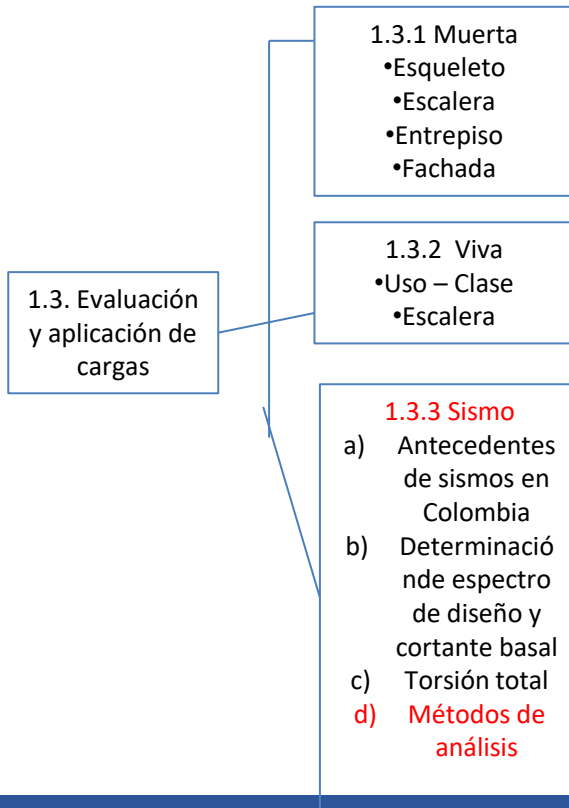 1.3.1 Muerta
•Esqueleto
•Escalera
•Entrepiso
•Fachada
1.3.2 Viva
•Uso – Clase
•Escalera
1.3. Evaluación
y aplicación de
cargas
1.3.3 Sismo
a) Antecedentes
de sismos en
Colombia
b) Determinació
nde espectro
de diseño y
cortante basal
c) Torsión total
d) Métodos de
análisis